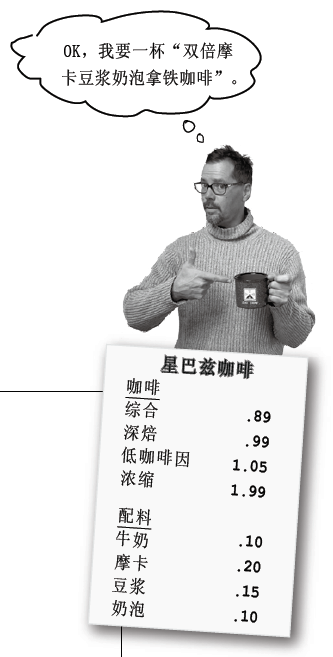 OK，我要一杯“双倍摩
卡豆浆奶泡拿铁咖啡”。
星巴兹咖啡
咖啡
综合 .89
深焙 .99
低咖啡因 1.05
浓缩 1.99
配料
牛奶 .10
摩卡 .20
豆浆 .15
奶泡 .10